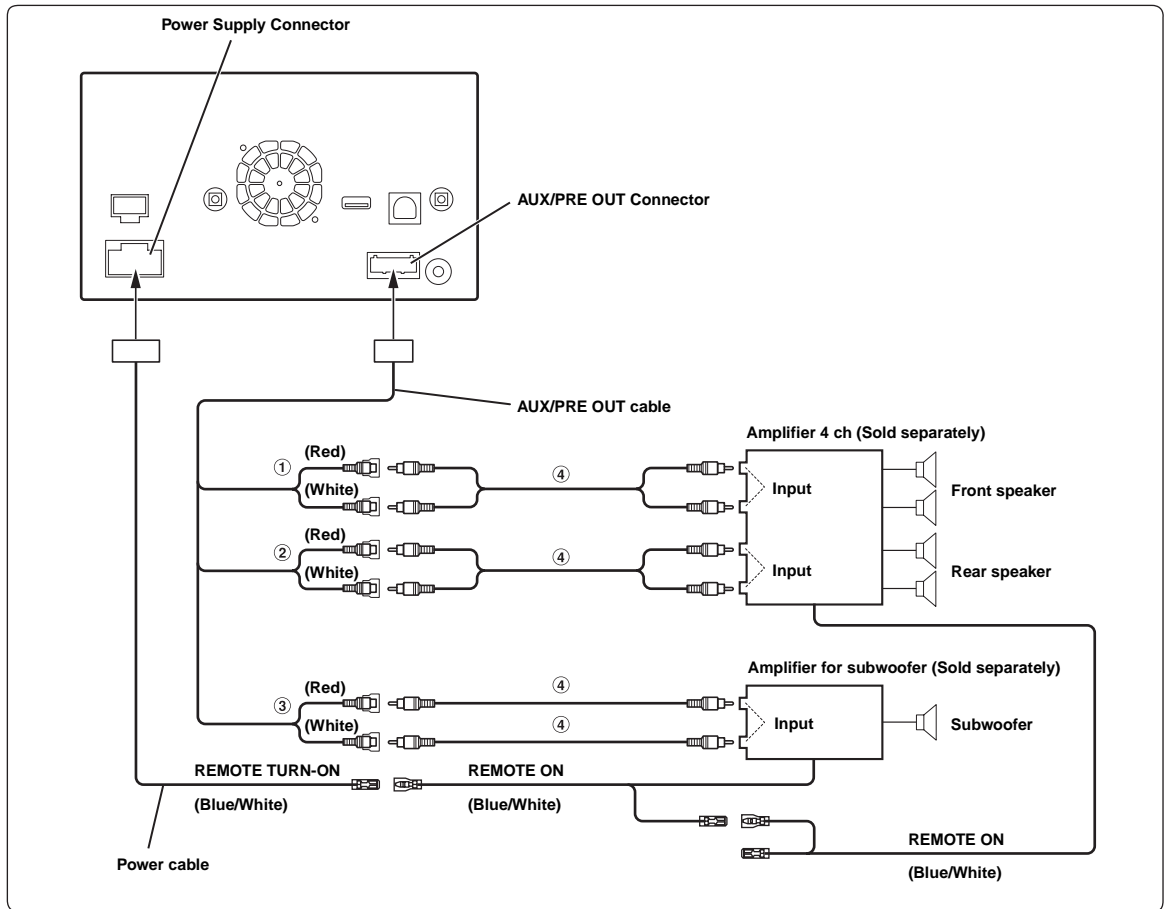 Power Supply Connector
AUX/PRE OUT Connector
AUX/PRE OUT cable
Amplifier 4 ch (Sold separately)
(Red)
①
④
(White)
Input
Front speaker
(Red)
②
④
(White)
Input
Rear speaker
Amplifier for subwoofer (Sold separately)
(Red)
③
④
(White)
④
Input
Subwoofer
REMOTE TURN-ON
(Blue/White)
REMOTE ON
(Blue/White)
REMOTE ON
(Blue/White)
Power cable